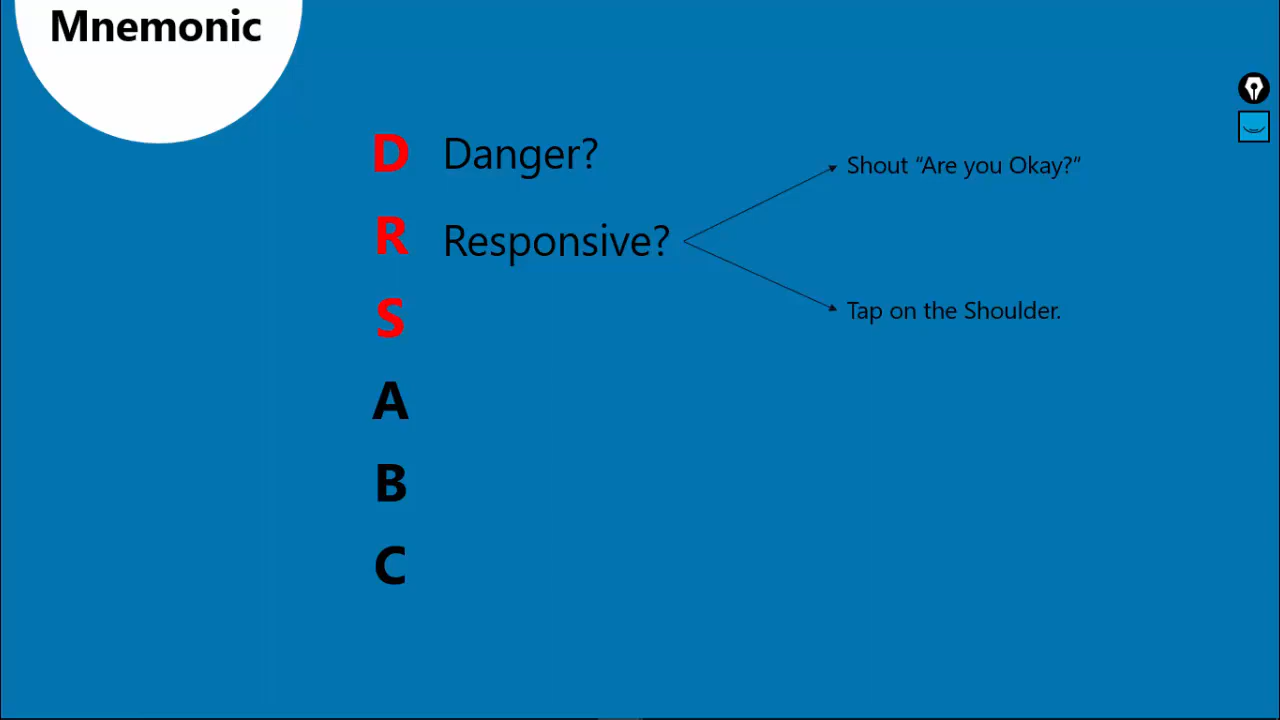 Mnemonic
D Danger?
Shout “Are you Okay?”
R Responsive?
Tap on the Shoulder.
S
A
B
C